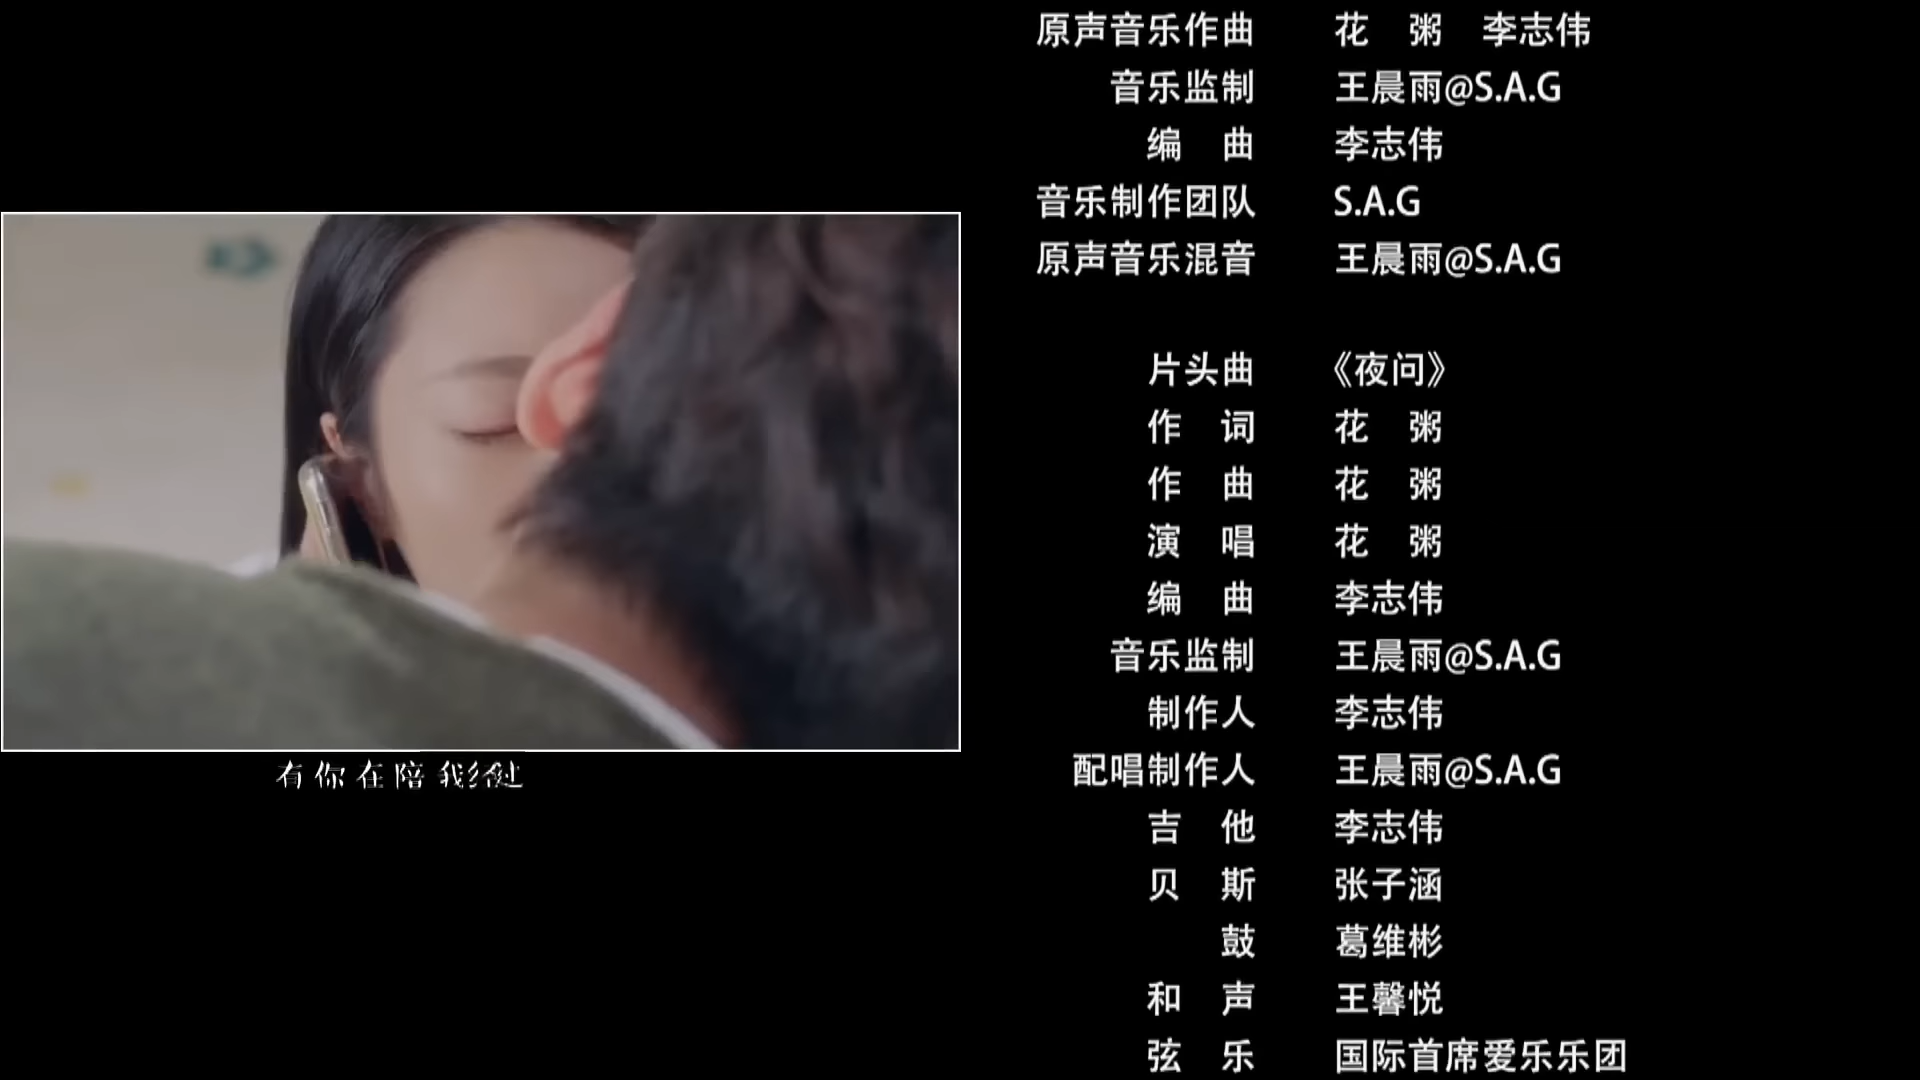 原声音乐作曲 花 粥 李志伟
音乐监制 王晨雨@S.A.G
编 曲 李志伟
音乐制作团队 S.A.G
原声音乐混音 王晨雨@S.A.G
片头曲 《夜问》
作 词 花 粥
作 曲 花 粥
演 唱 花 粥
编 曲 李志伟
音乐监制 王晨雨@S.A.G
制作人 李志伟
配唱制作人 王晨雨@S.A.G
吉 他 李志伟
贝 斯 张子涵
鼓 葛维彬
和 声 王馨悦
弦 乐 国际首席爱乐乐团
有你在陪我